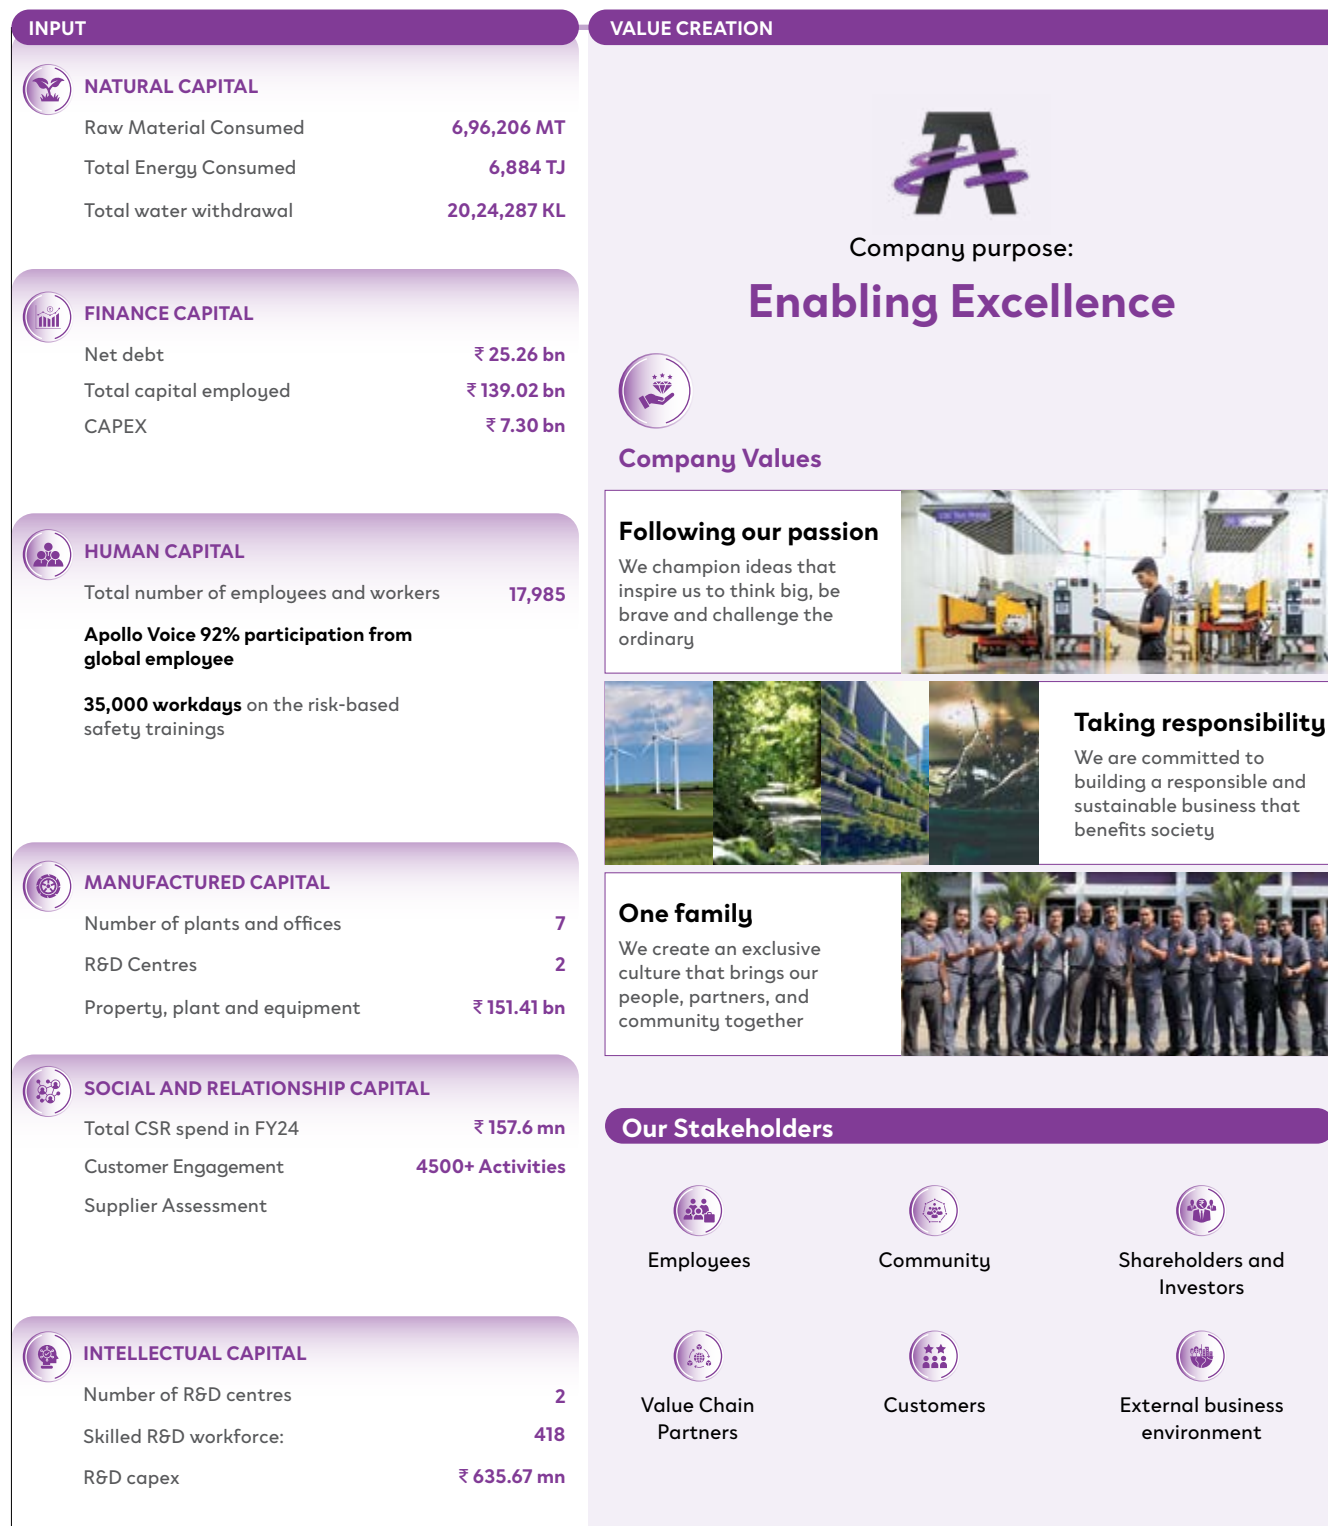 INPUT
NATURAL CAPITAL
Raw Material Consumed 6,96,206 MT
Total Energy Consumed 6,884 TJ
Total water withdrawal 20,24,287 KL
FINANCE CAPITAL
Net debt ₹ 25.26 bn
Total capital employed ₹ 139.02 bn
CAPEX ₹ 7.30 bn
HUMAN CAPITAL
Total number of employees and workers 17,985
Apollo Voice 92% participation from
global employee
35,000 workdays on the risk-based
safety trainings
MANUFACTURED CAPITAL
Number of plants and offices 7
R&D Centres 2
Property, plant and equipment ₹ 151.41 bn
SOCIAL AND RELATIONSHIP CAPITAL
Total CSR spend in FY24 ₹ 157.6 mn
Customer Engagement 4500+ Activities
Supplier Assessment
INTELLECTUAL CAPITAL
Number of R&D centres 2
Skilled R&D workforce: 418
R&D capex ₹ 635.67 mn
VALUE CREATION
Company purpose:
Enabling Excellence
Company Values
Following our passion
We champion ideas that
inspire us to think big, be
brave and challenge the
ordinary
Taking responsibility
We are committed to
building a responsible and
sustainable business that
benefits society
One family
We create an exclusive
culture that brings our
people, partners, and
community together
Our Stakeholders
Employees
Community
Shareholders and
Investors
Value Chain
Partners
Customers
External business
environment